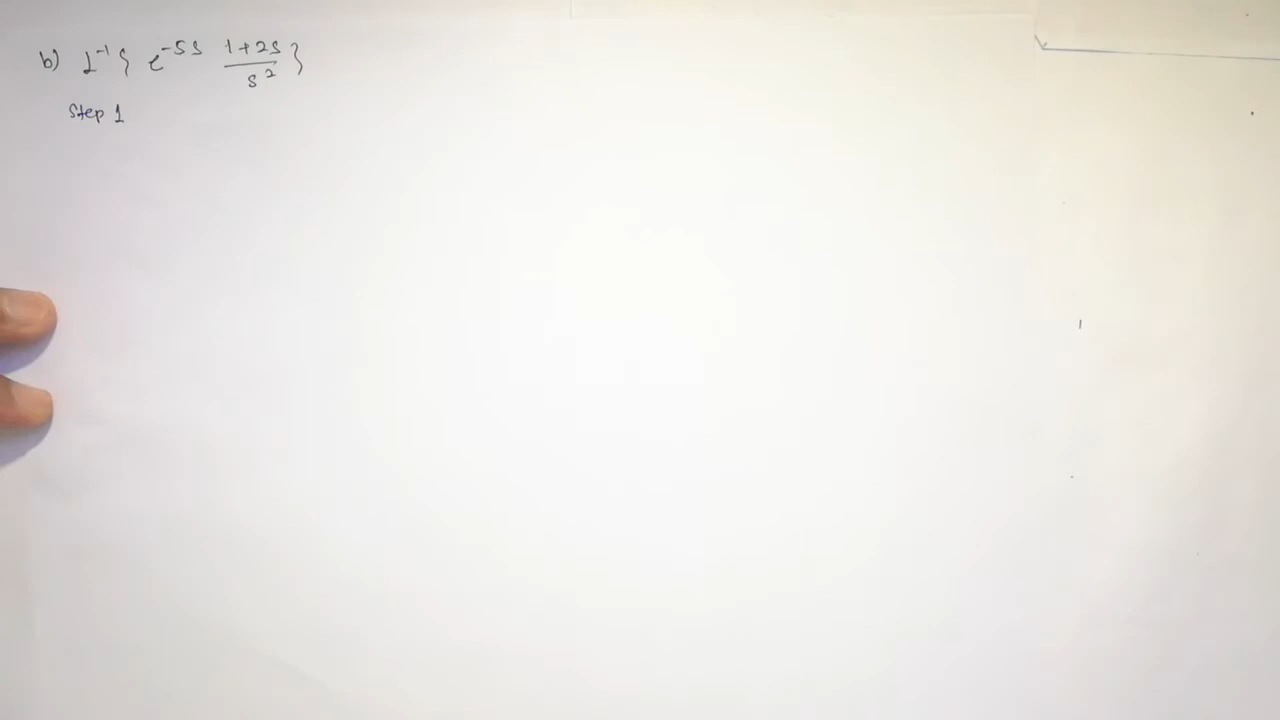 b) L⁻¹{ e^{-5s} (1+2s)/s² }
Step 1